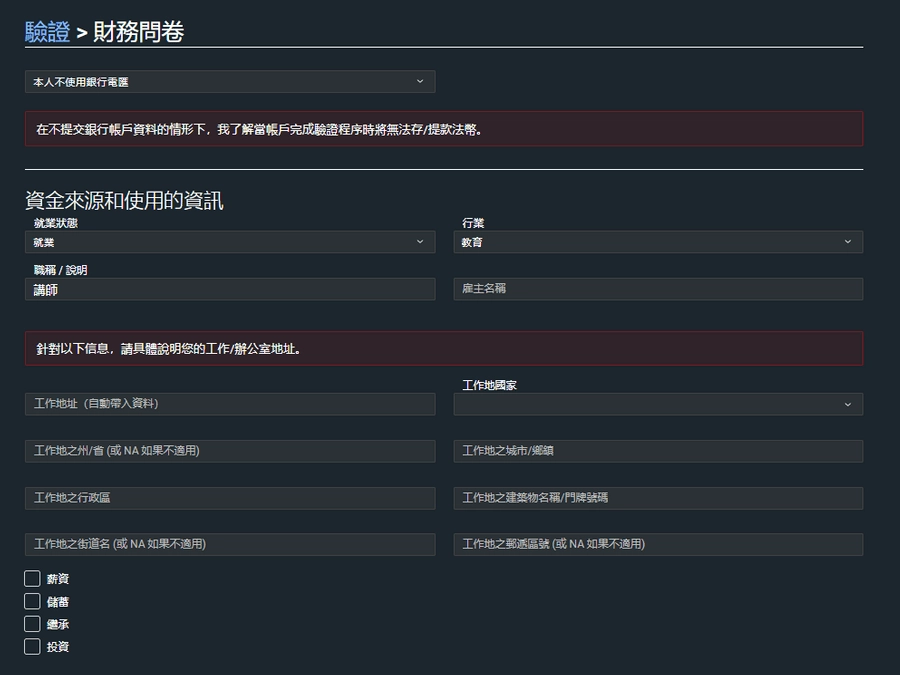 驗證 > 財務問卷
本人不使用銀行電匯
在不提交銀行帳戶資料的情形下，我了解當帳戶完成驗證程序時將無法存/提款法幣。
資金來源和使用的資訊
就業狀態
行業
就業
教育
職稱 / 說明
講師
雇主名稱
針對以下信息，請具體說明您的工作/辦公室地址。
工作地國家
工作地址（自動帶入資料）
工作地之州/省 (或 NA 如果不適用)
工作地之城市/鄉鎮
工作地之行政區
工作地之建築物名稱/門牌號碼
工作地之街道名 (或 NA 如果不適用)
工作地之郵遞區號 (或 NA 如果不適用)
薪資
儲蓄
繼承
投資